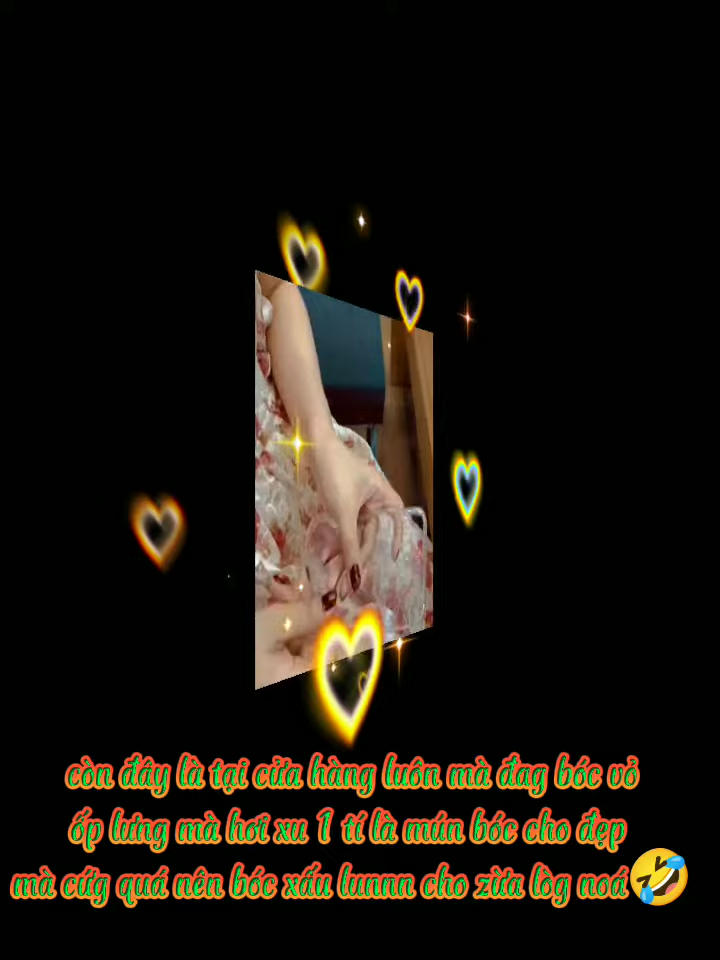 còn đây là tại cửa hàng luôn mà đag bóc vỏ
ốp lưng mà hơi xu 1 tí là mún bóc cho đẹp
mà cứg quá nên bóc xấu lunnn cho zừa lòg noá 🤣